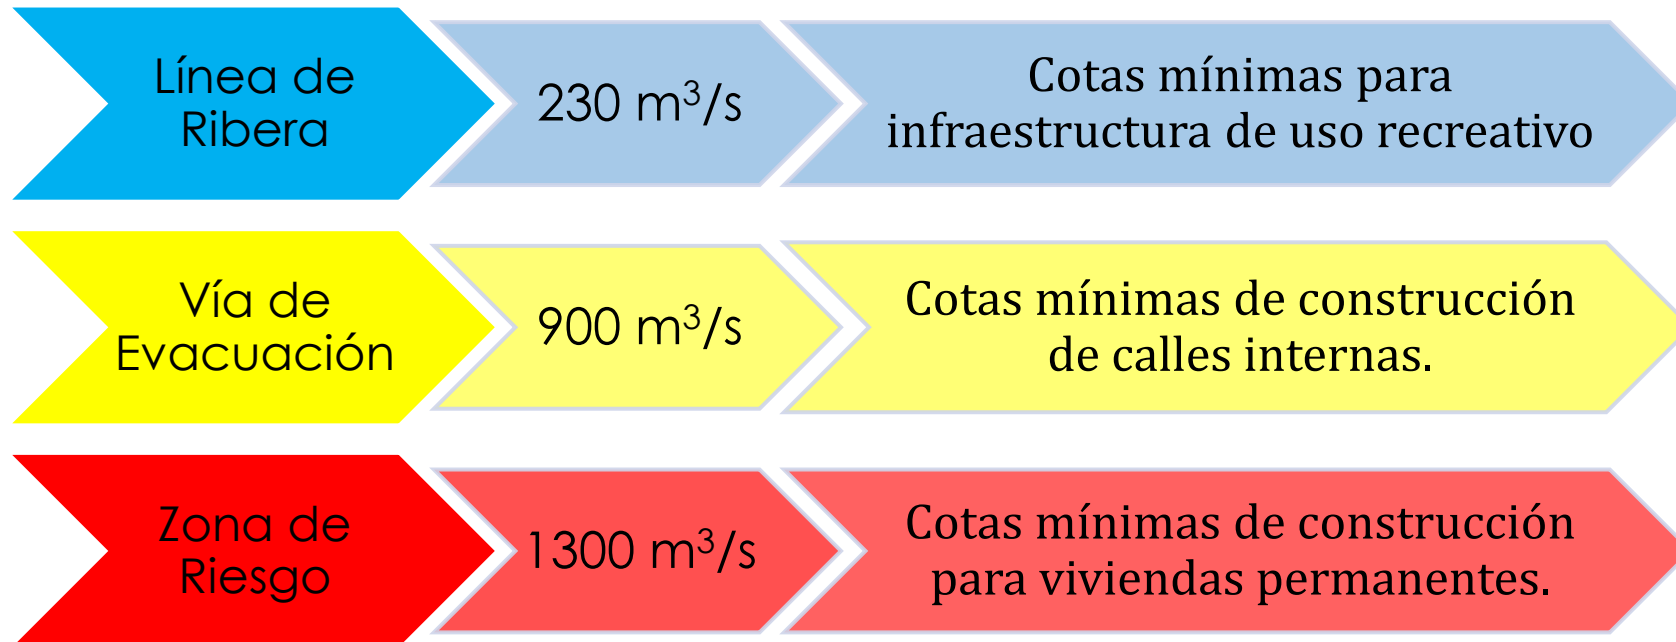 Línea de
Ribera
230 m³/s
Cotas mínimas para
infraestructura de uso recreativo
Vía de
Evacuación
900 m³/s
Cotas mínimas de construcción
de calles internas.
Zona de
Riesgo
1300 m³/s
Cotas mínimas de construcción
para viviendas permanentes.